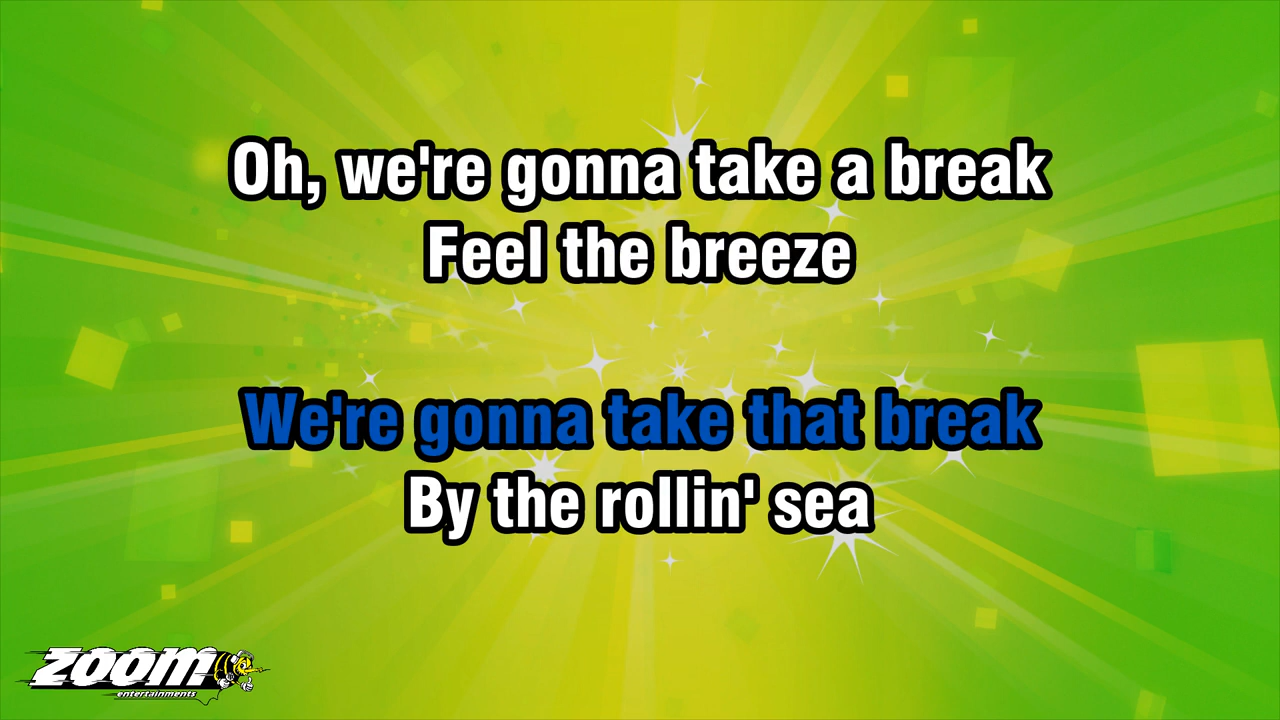 Oh, we're gonna take a break
Feel the breeze
We're gonna take that break
By the rollin' sea
ZOOM
entertainments